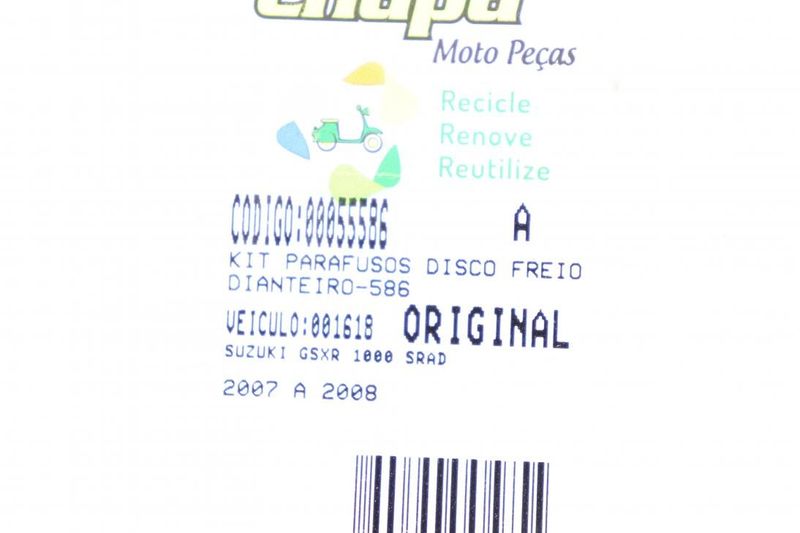 Chapa
Moto Peças
Recicle
Renove
Reutilize
CODIGO:00055586 A
KIT PARAFUSOS DISCO FREIO
DIANTEIRO-586
VEICULO:001618 ORIGINAL
SUZUKI GSXR 1000 SRAD
2007 A 2008